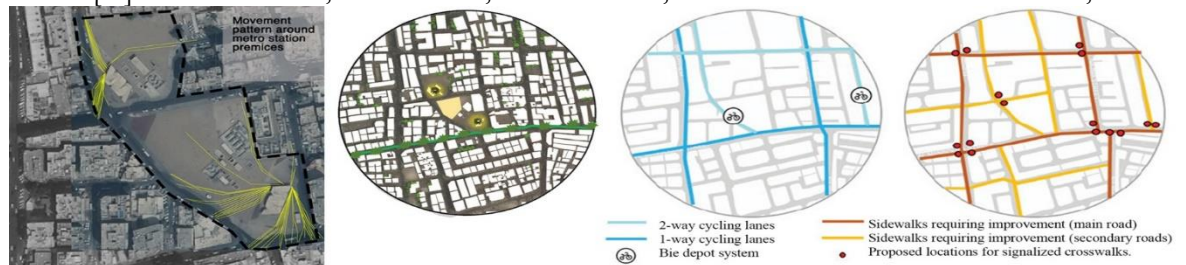 Movement
pattern around
metro station
premices
2-way cycling lanes
1-way cycling lanes
Bie depot system
Sidewalks requiring improvement (main road)
Sidewalks requiring improvement (secondary roads)
Proposed locations for signalized crosswalks.